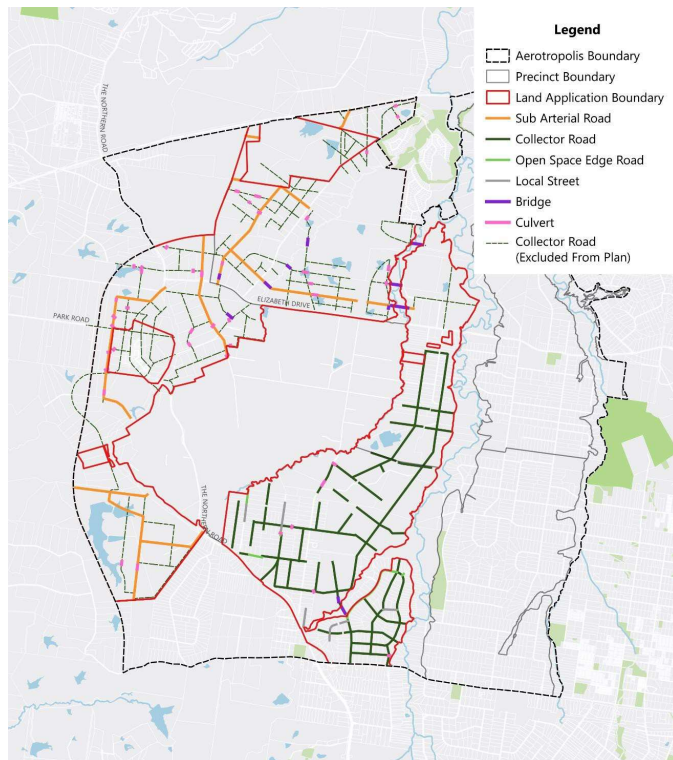 Legend
Aerotropolis Boundary
Precinct Boundary
Land Application Boundary
Sub Arterial Road
Collector Road
Open Space Edge Road
Local Street
Bridge
Culvert
Collector Road
(Excluded From Plan)
THE NORTHERN ROAD
ELIZABETH DRIVE
PARK ROAD
THE NORTHERN ROAD